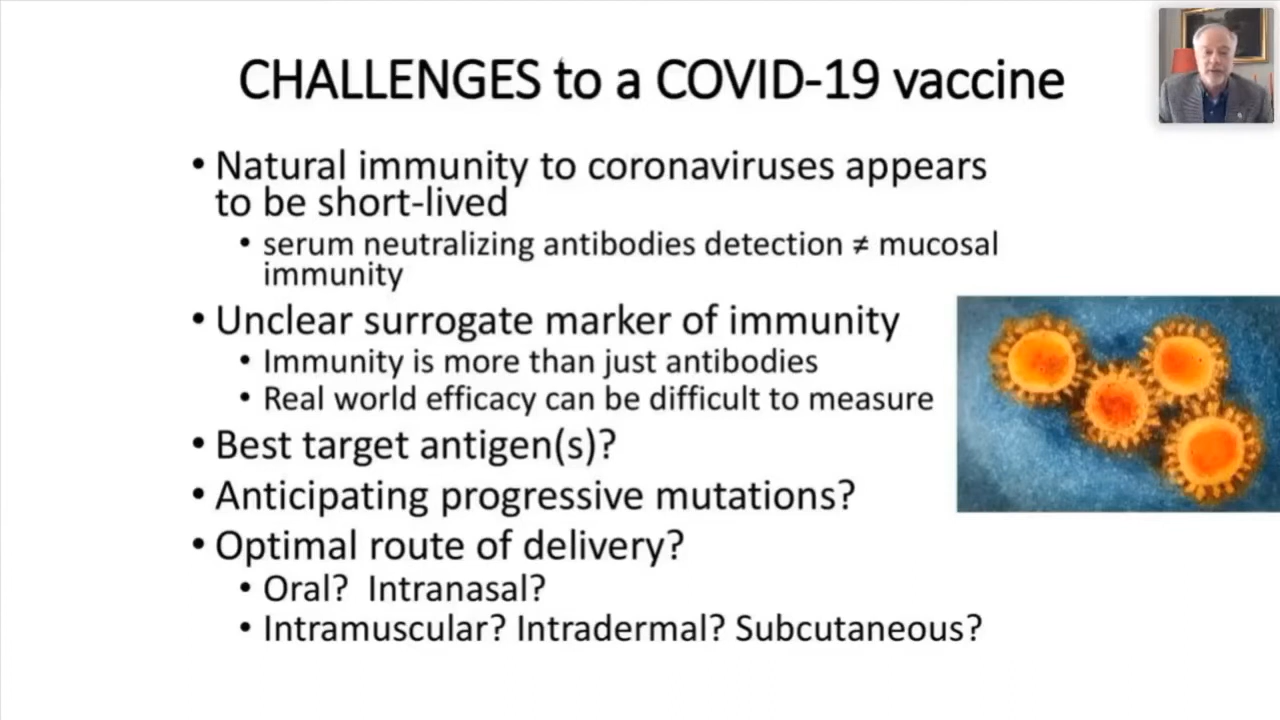 CHALLENGES to a COVID-19 vaccine
• Natural immunity to coronaviruses appears
to be short-lived
• serum neutralizing antibodies detection ≠ mucosal
immunity
• Unclear surrogate marker of immunity
• Immunity is more than just antibodies
• Real world efficacy can be difficult to measure
• Best target antigen(s)?
• Anticipating progressive mutations?
• Optimal route of delivery?
• Oral?  Intranasal?
• Intramuscular? Intradermal? Subcutaneous?